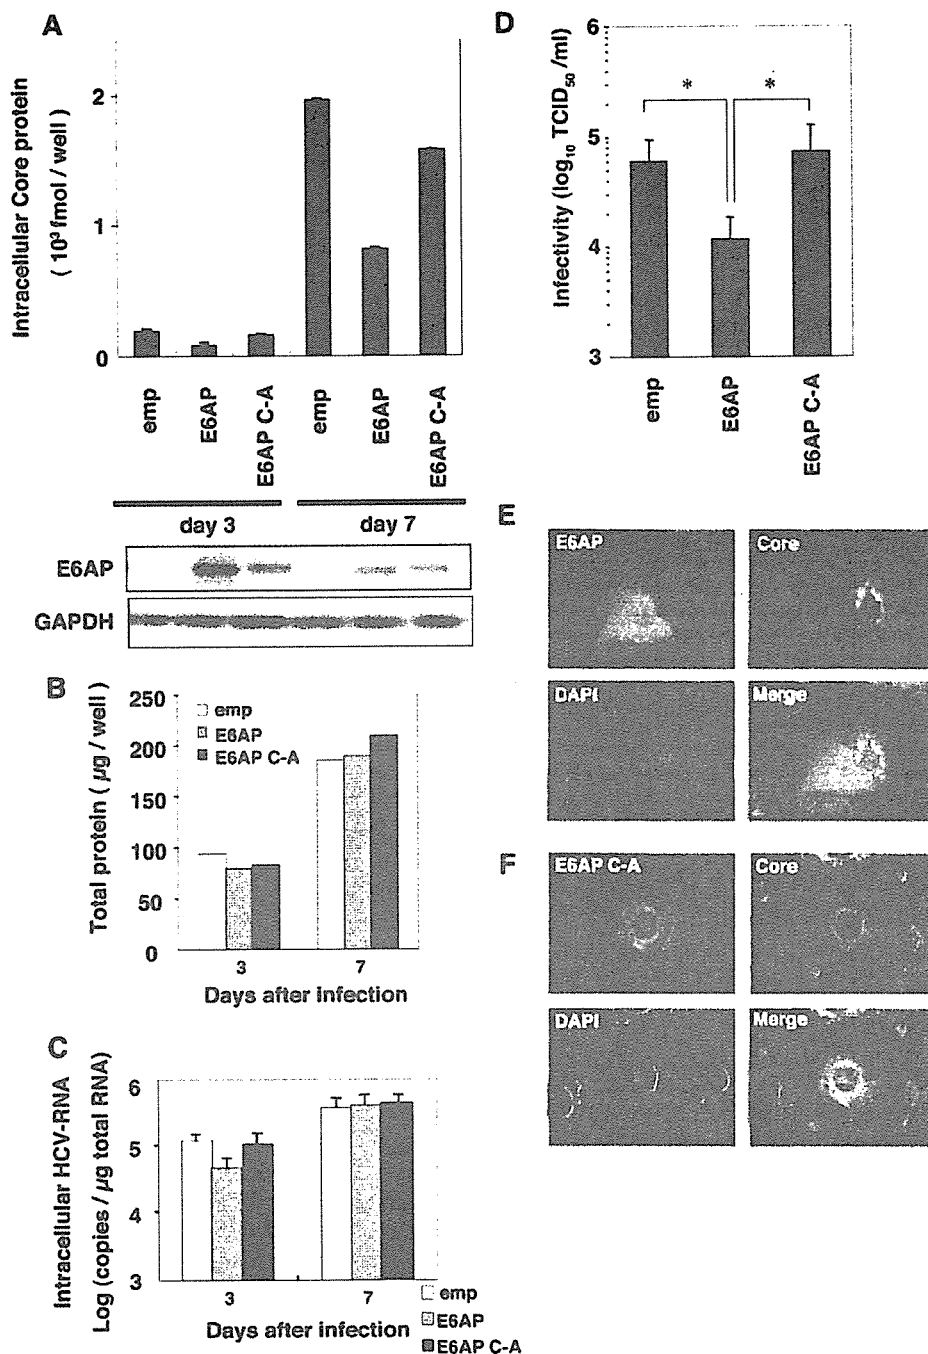 A
Intracellular Core protein
( 10³ fmol / well )
2
1
0
emp
E6AP
E6AP C-A
emp
E6AP
E6AP C-A
day 3
day 7
E6AP
GAPDH
B
Total protein ( µg / well)
250
200
150
100
50
0
emp
E6AP
E6AP C-A
3
7
Days after infection
C
Intracellular HCV-RNA
Log (copies / µg total RNA)
6
5
4
3
3
7
Days after infection
emp
E6AP
E6AP C-A
D
Infectivity (log₁₀ TCID₅₀ /ml)
6
5
4
3
*
*
emp
E6AP
E6AP C-A
E
E6AP
Core
DAPI
Merge
F
E6AP C-A
Core
DAPI
Merge